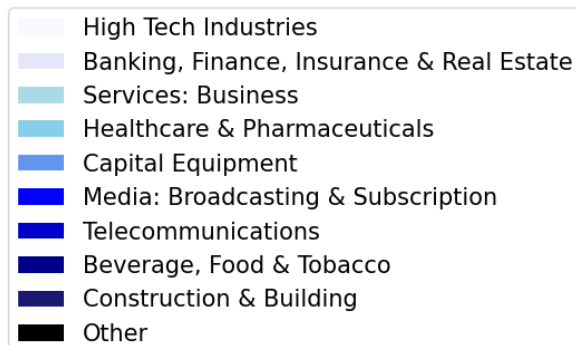 High Tech Industries
Banking, Finance, Insurance & Real Estate
Services: Business
Healthcare & Pharmaceuticals
Capital Equipment
Media: Broadcasting & Subscription
Telecommunications
Beverage, Food & Tobacco
Construction & Building
Other